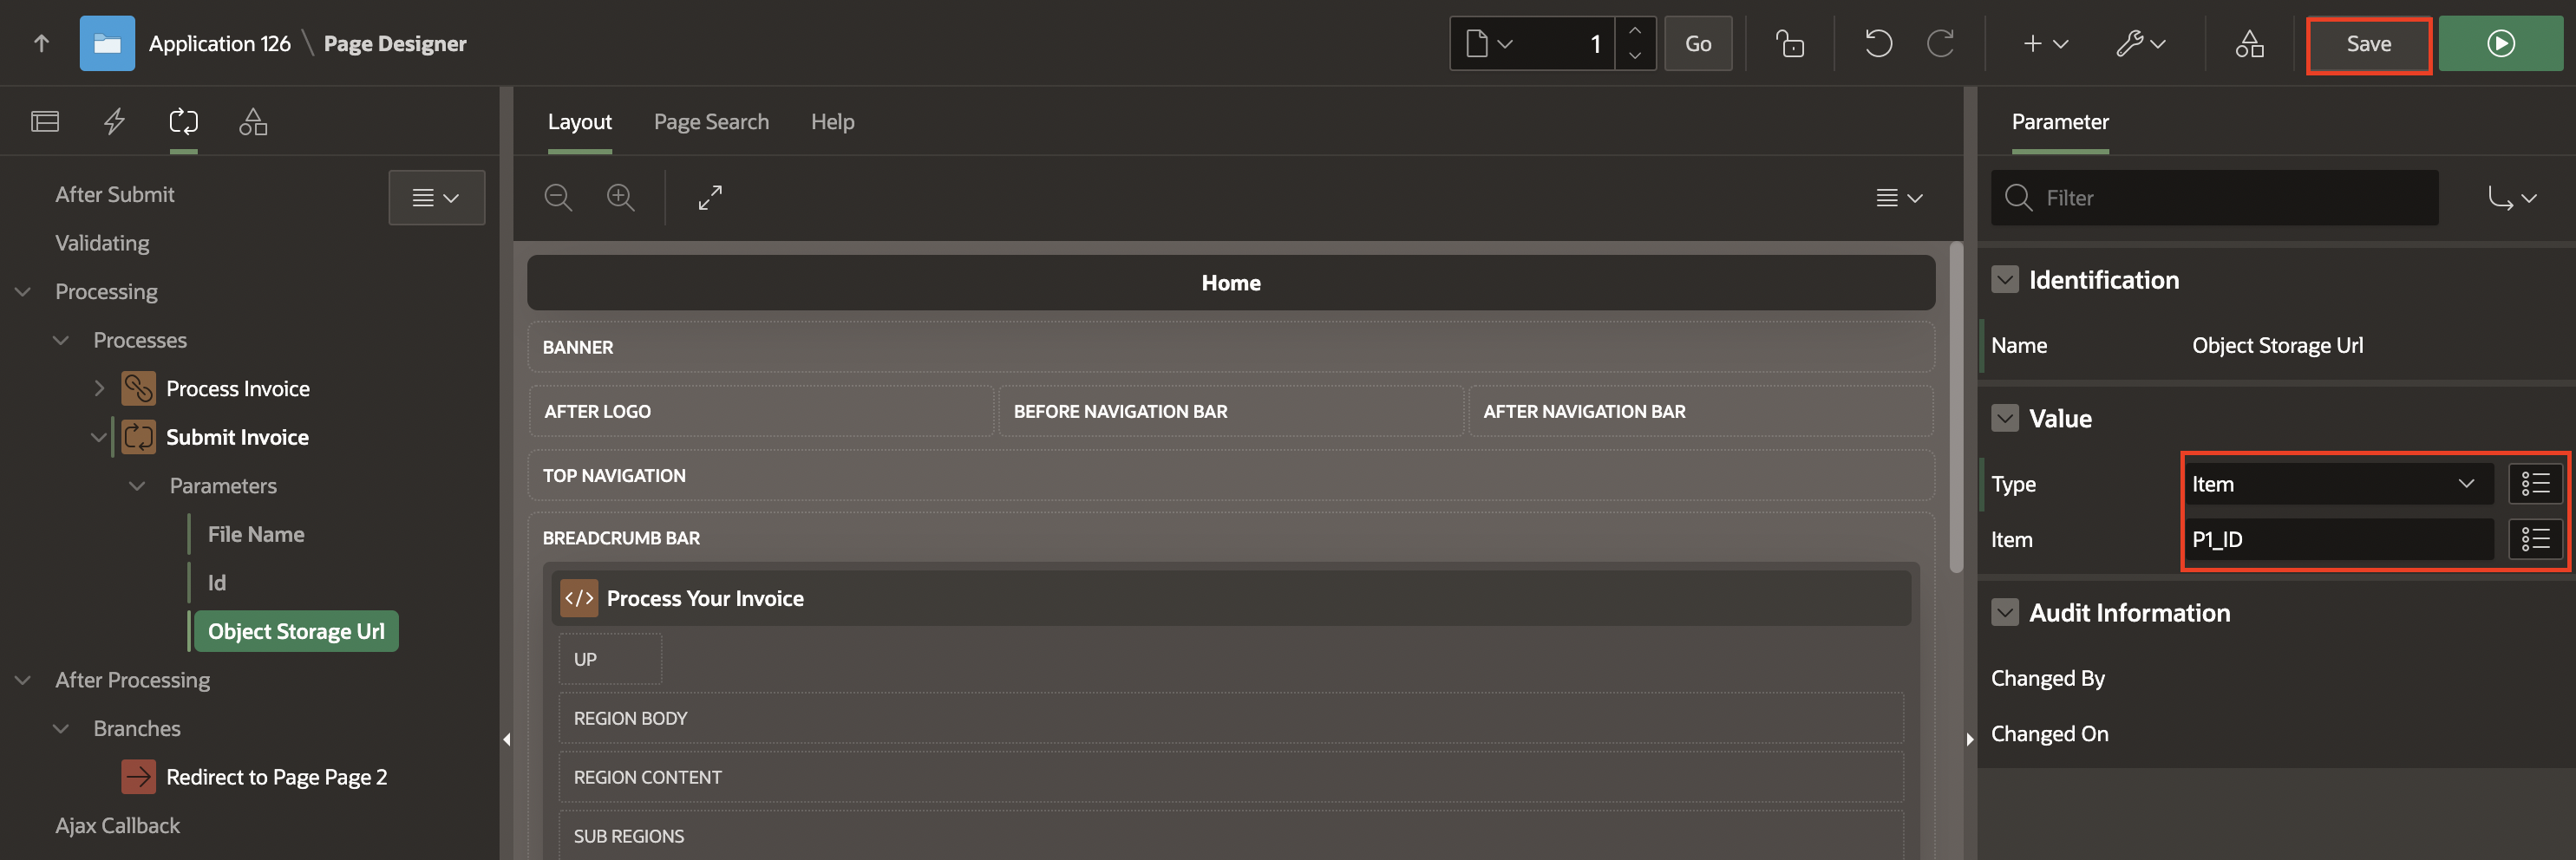 Application 126 \ Page Designer
1
Go
Save
Layout
Page Search
Help
Parameter
After Submit
Validating
Processing
Processes
Process Invoice
Submit Invoice
Parameters
File Name
Id
Object Storage Url
After Processing
Branches
Redirect to Page Page 2
Ajax Callback
Home
BANNER
AFTER LOGO
BEFORE NAVIGATION BAR
AFTER NAVIGATION BAR
TOP NAVIGATION
BREADCRUMB BAR
</> Process Your Invoice
UP
REGION BODY
REGION CONTENT
SUB REGIONS
Filter
Identification
Name Object Storage Url
Value
Type Item
Item P1_ID
Audit Information
Changed By
Changed On